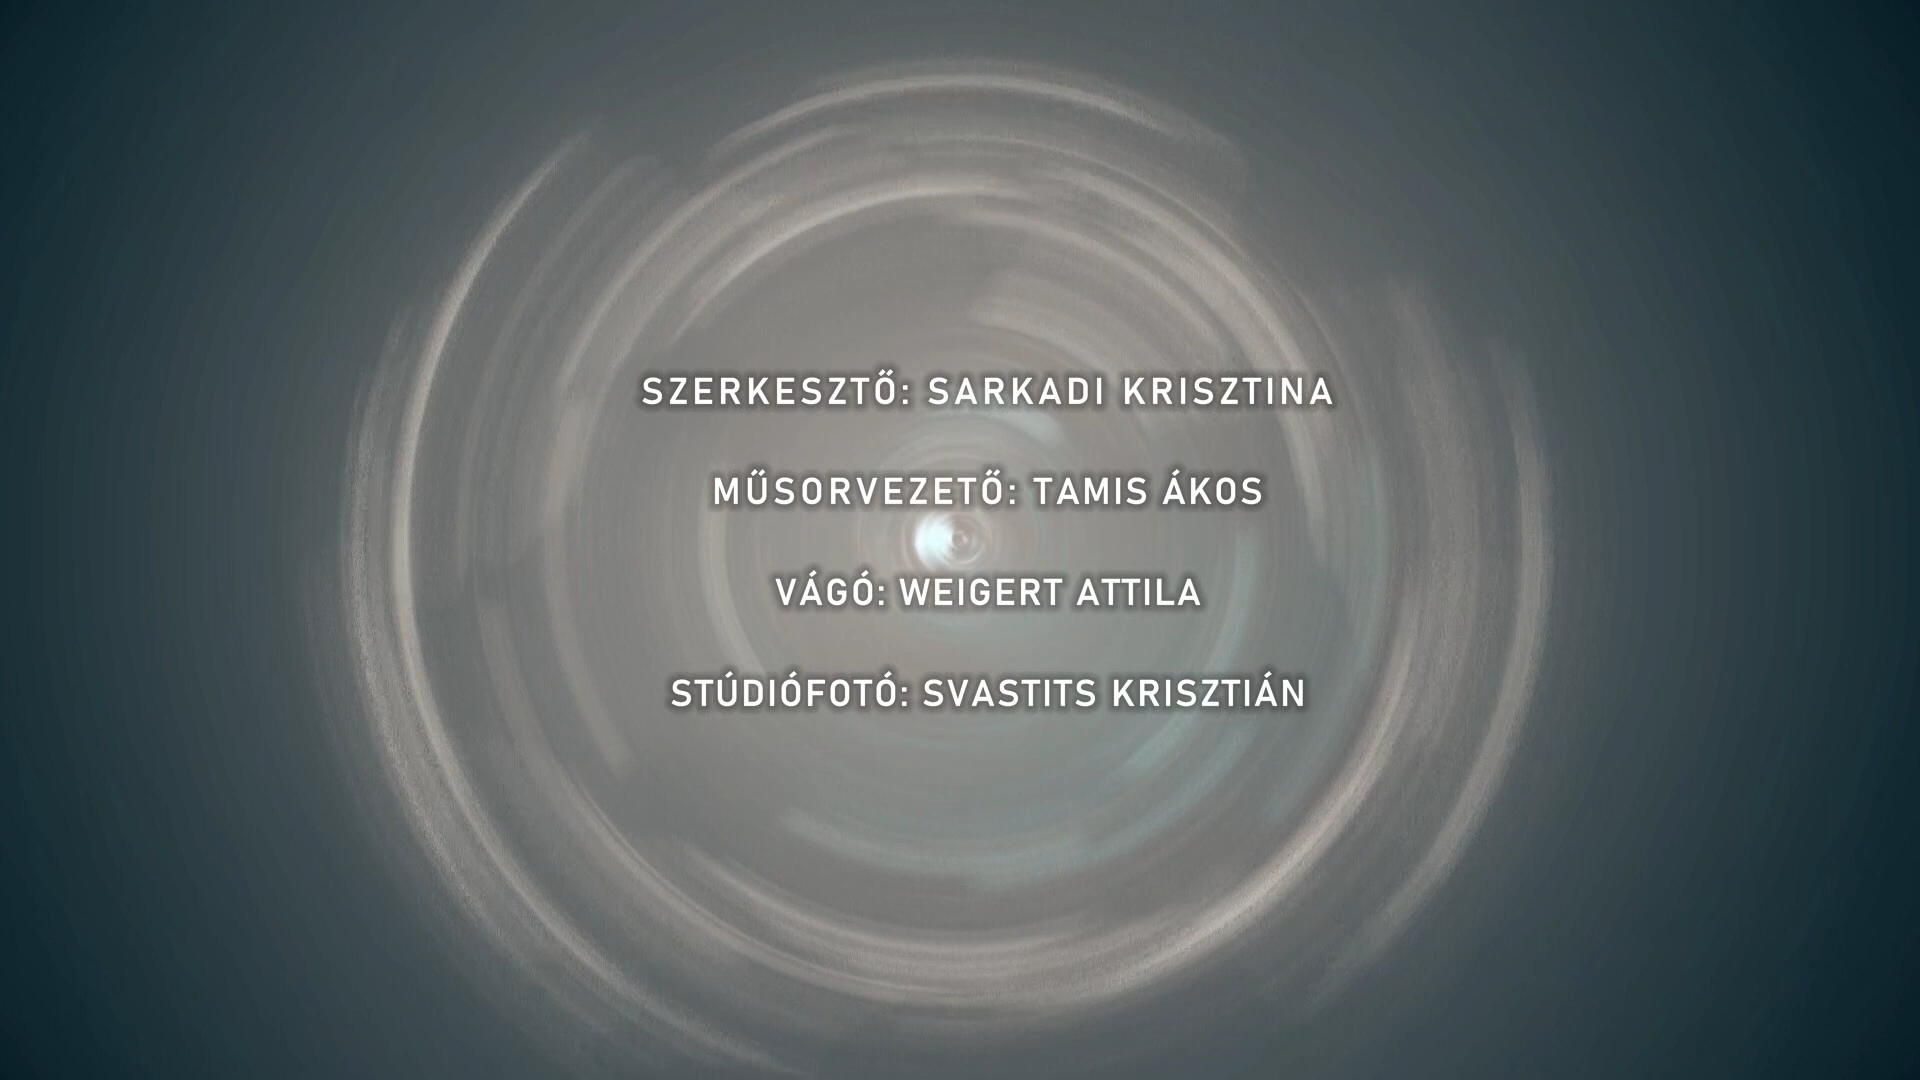 SZERKESZTŐ: SARKADI KRISZTINA
MŰSORVEZETŐ: TAMIS ÁKOS
VÁGÓ: WEIGERT ATTILA
STÚDIÓFOTÓ: SVASTITS KRISZTIÁN